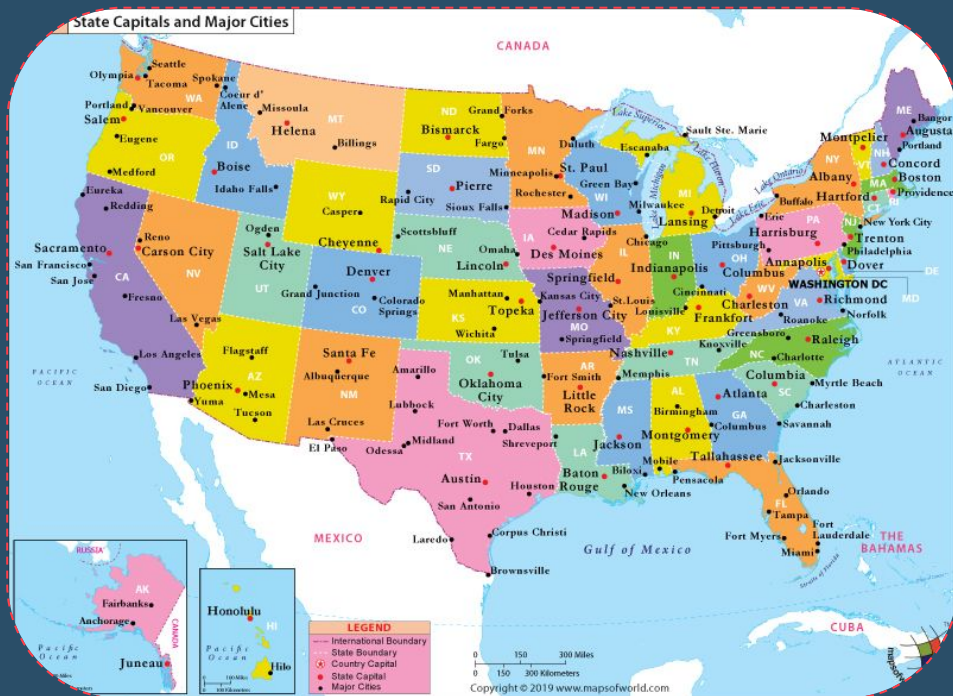 State Capitals and Major Cities
CANADA
Seattle
Olympia
Tacoma
Spokane
WA
Coeur d'
Alene
Missoula
Portland
Vancouver
Salem
Helena
MT
Eugene
Billings
OR
ID
Boise
Medford
Idaho Falls
ND
Grand Forks
Bismarck
Fargo
SD
Pierre
Rapid City
Sioux Falls
WY
Casper
Cheyenne
MN
Duluth
Minneapolis
St. Paul
Rochester
Lake Superior
Sault Ste. Marie
Escanaba
Green Bay
WI
Milwaukee
Madison
Lake Michigan
MI
Lansing
Detroit
Lake Ontario
Lake Erie
ME
Bangor
Augusta
Portland
Montpelier
VT
NH
Concord
NY
Albany
Boston
MA
Hartford
Providence
CT
RI
Buffalo
Erie
PA
New York City
NJ
Harrisburg
Trenton
Pittsburgh
Philadelphia
Annapolis
Dover
DE
WASHINGTON DC
MD
Eureka
Redding
Reno
Sacramento
Carson City
San Francisco
San Jose
CA
NV
Fresno
Las Vegas
Los Angeles
San Diego
PACIFIC
OCEAN
Ogden
Salt Lake
City
UT
Denver
Grand Junction
Colorado
Springs
CO
Scottsbluff
NE
Omaha
Lincoln
IA
Cedar Rapids
Des Moines
Chicago
IL
Springfield
IN
Indianapolis
OH
Columbus
Cincinnati
WV
Charleston
VA
Richmond
Norfolk
Roanoke
Manhattan
Topeka
KS
Wichita
Kansas City
St.Louis
Jefferson City
MO
Springfield
Louisville
Frankfort
KY
Greensboro
Raleigh
NC
Charlotte
Knoxville
Nashville
TN
Memphis
Flagstaff
AZ
Phoenix
Mesa
Yuma
Tucson
Santa Fe
Albuquerque
NM
Las Cruces
El Paso
OK
Tulsa
Oklahoma
City
Amarillo
Lubbock
Fort Worth
Dallas
Midland
Odessa
TX
Austin
Houston
San Antonio
Corpus Christi
Laredo
Brownsville
AR
Fort Smith
Little
Rock
Shreveport
LA
Baton
Rouge
New Orleans
MS
Jackson
Biloxi
AL
Birmingham
Montgomery
Mobile
Atlanta
GA
Columbus
Savannah
Columbia
SC
Myrtle Beach
Charleston
ATLANTIC
OCEAN
Tallahassee
Jacksonville
Pensacola
FL
Orlando
Tampa
Fort
Lauderdale
Fort Myers
Miami
Straits of Florida
THE
BAHAMAS
CUBA
MEXICO
Gulf of Mexico
RUSSIA
AK
Fairbanks
Anchorage
CANADA
Juneau
Pacific
Ocean
Honolulu
HI
Hilo
Pacific
Ocean
LEGEND
International Boundary
State Boundary
Country Capital
State Capital
Major Cities
0 150 300 Miles
0 150 300 Kilometers
Copyright © 2019 www.mapsofworld.com